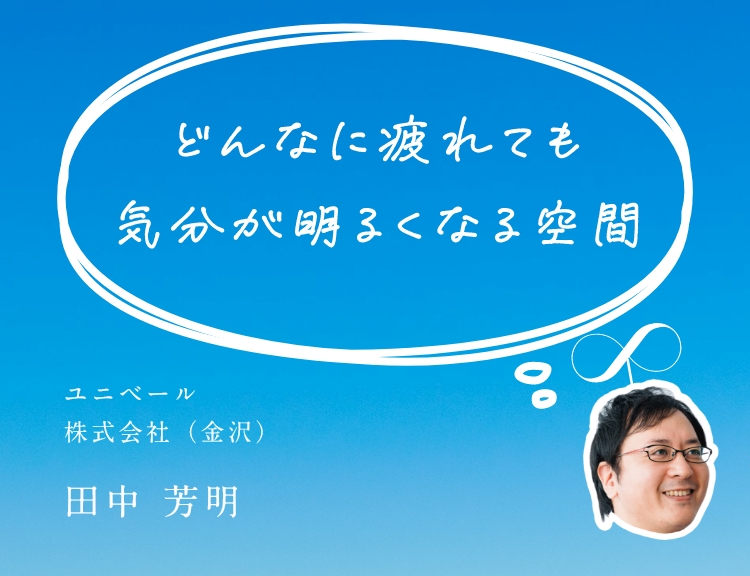 どんなに疲れても
気分が明るくなる空間
ユニベール
株式会社（金沢）
田中 芳明